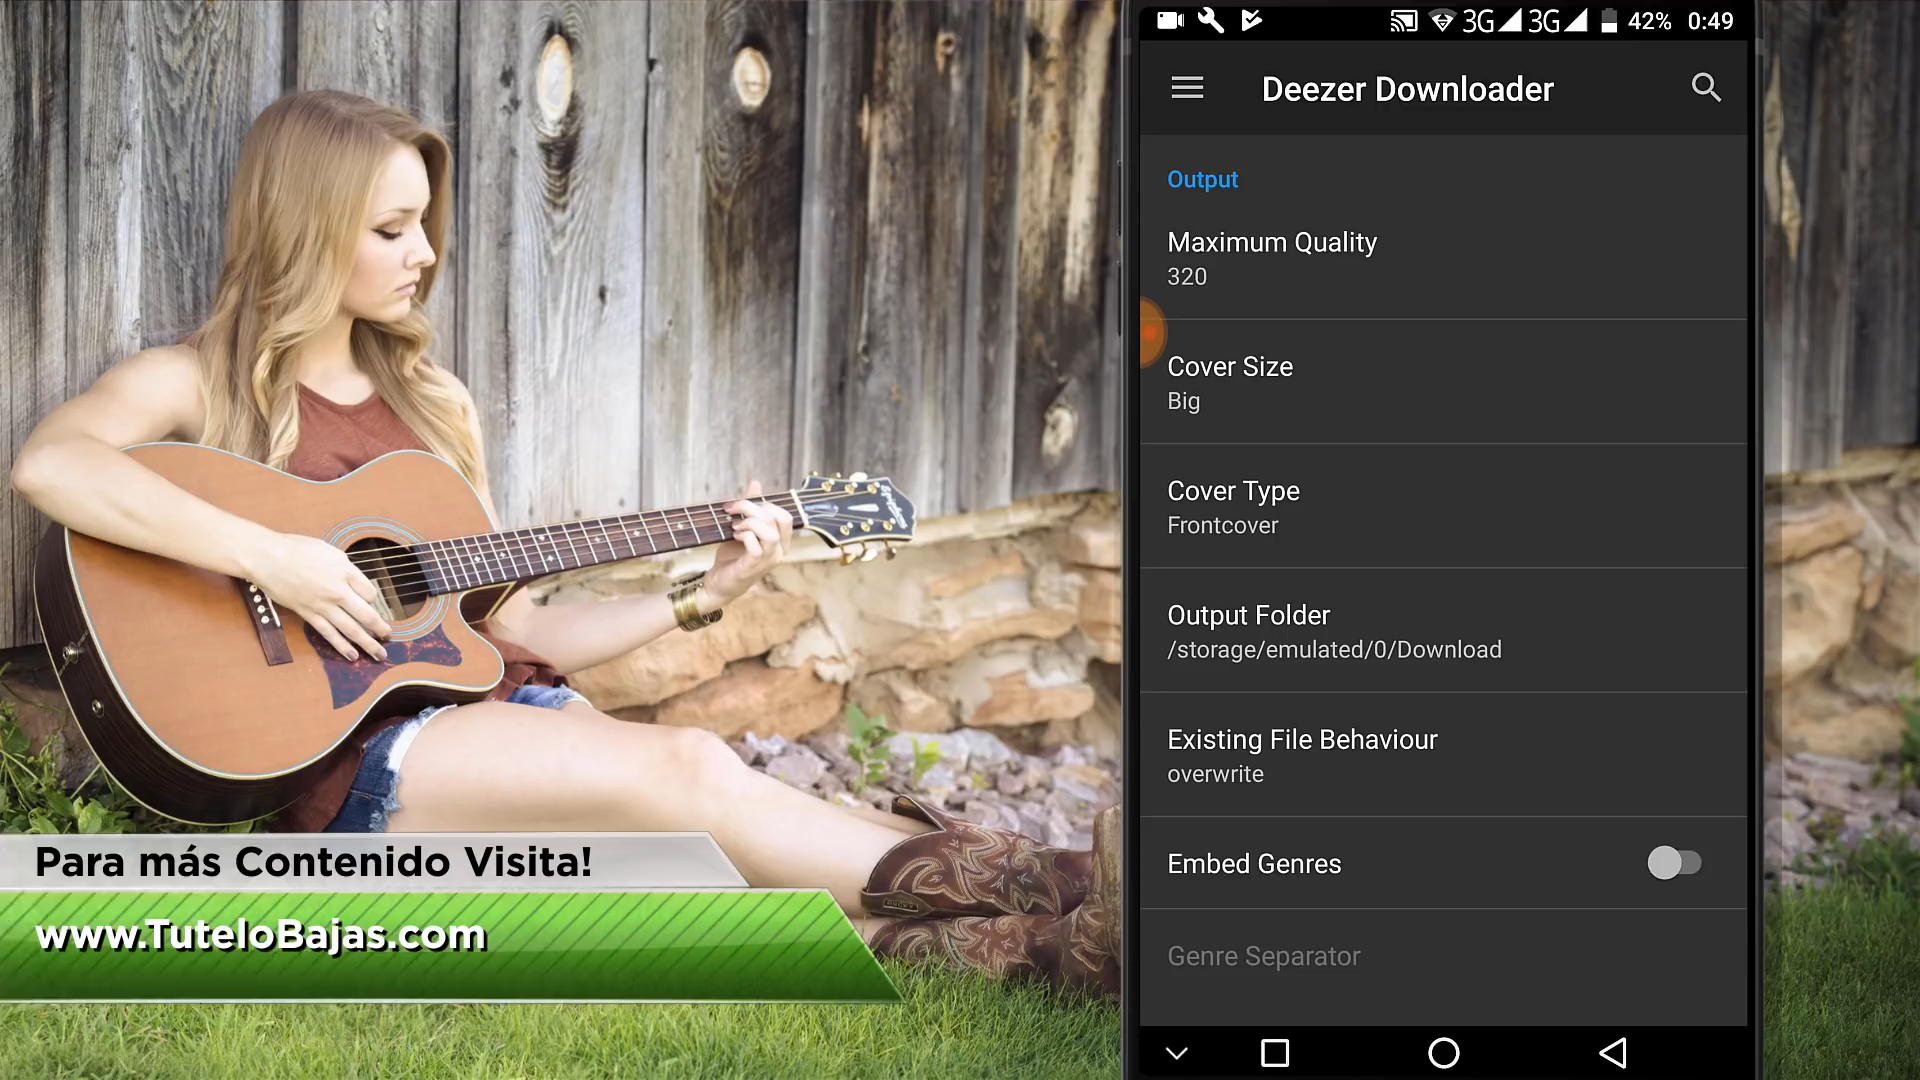 3G 3G 42% 0:49
Deezer Downloader
Output
Maximum Quality
320
Cover Size
Big
Cover Type
Frontcover
Output Folder
/storage/emulated/0/Download
Existing File Behaviour
overwrite
Embed Genres
Genre Separator
Para más Contenido Visita!
www.TuteloBajas.com